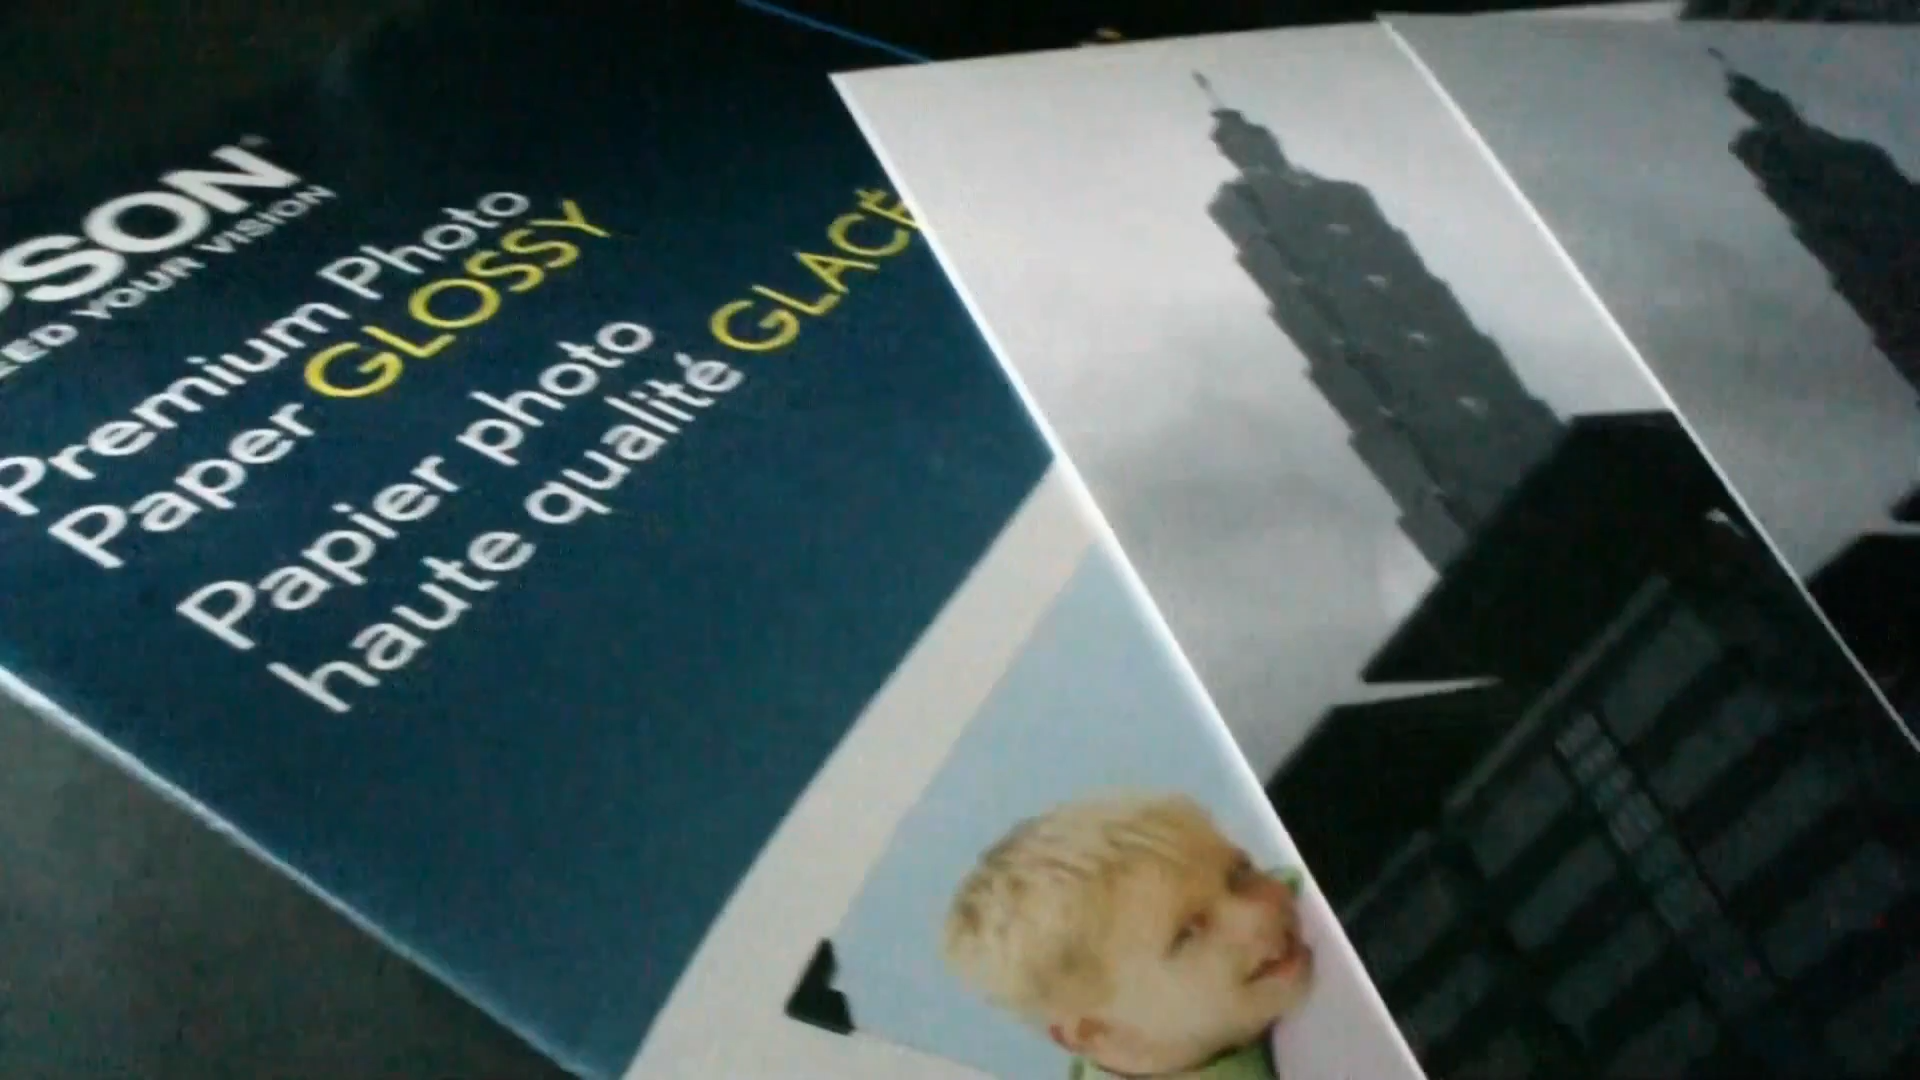 PSON®
EED YOUR VISION
Premium Photo
Paper GLOSSY
Papier photo
haute qualité GLACÉ